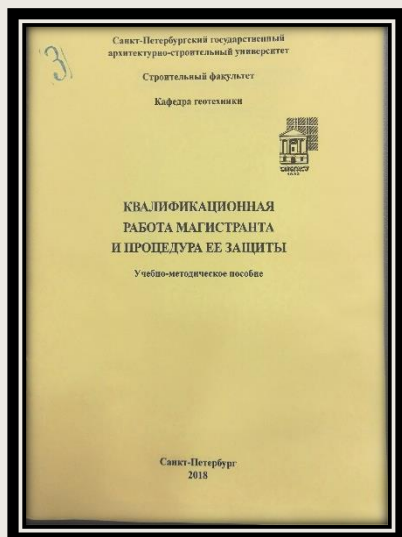 3)
Санкт-Петербургский государственный
архитектурно-строительный университет
Строительный факультет
Кафедра геотехники
КВАЛИФИКАЦИОННАЯ
РАБОТА МАГИСТРАНТА
И ПРОЦЕДУРА ЕЕ ЗАЩИТЫ
Учебно-методическое пособие
Санкт-Петербург
2018